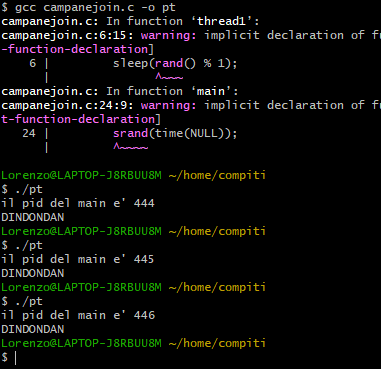 $ gcc campanejoin.c -o pt
campanejoin.c: In function ‘thread1’:
campanejoin.c:6:15: warning: implicit declaration of fu
-function-declaration]
    6 |         sleep(rand() % 1);
      |               ^~~~
campanejoin.c: In function ‘main’:
campanejoin.c:24:9: warning: implicit declaration of fu
t-function-declaration]
   24 |         srand(time(NULL));
      |         ^~~~~
Lorenzo@LAPTOP-J8RBUU8M ~/home/compiti
$ ./pt
il pid del main e' 444
DINDONDAN
Lorenzo@LAPTOP-J8RBUU8M ~/home/compiti
$ ./pt
il pid del main e' 445
DINDONDAN
Lorenzo@LAPTOP-J8RBUU8M ~/home/compiti
$ ./pt
il pid del main e' 446
DINDONDAN
Lorenzo@LAPTOP-J8RBUU8M ~/home/compiti
$